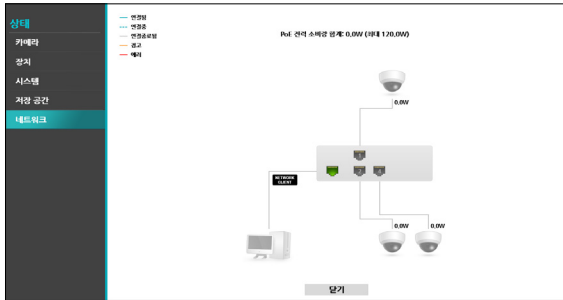 상태
카메라
장치
시스템
저장 공간
네트워크
연결됨
연결중
연결종료됨
경고
에러
PoE 전력 소비량 합계: 0,0W (최대 120,0W)
0,0W
1
2
4
NETWORK
CLIENT
0,0W
0,0W
닫기